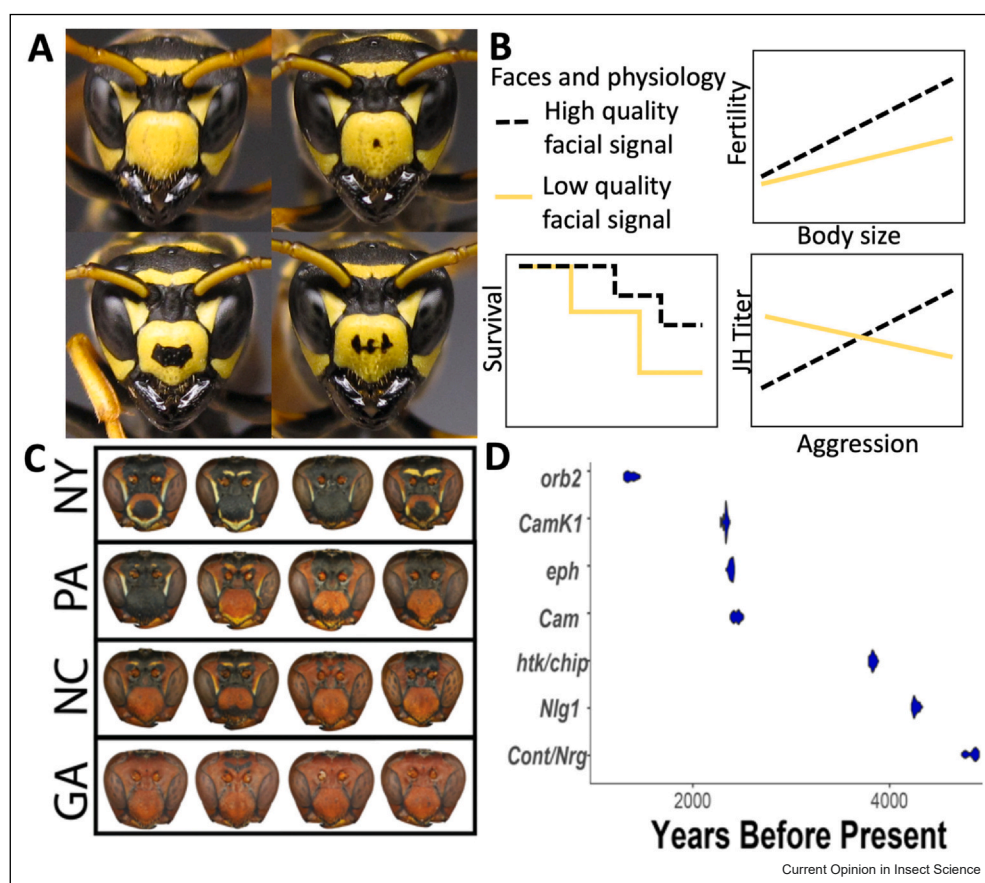 A
B
Faces and physiology
High quality
facial signal
Low quality
facial signal
Fertility
Body size
Survival
JH Titer
Aggression
C
NY
PA
NC
GA
D
orb2
CamK1
eph
Cam
htk/chip
Nlg1
Cont/Nrg
2000
4000
Years Before Present
Current Opinion in Insect Science